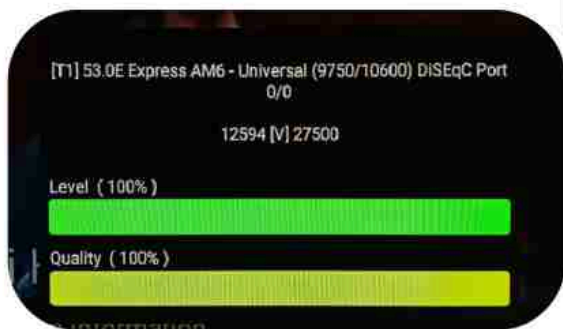 [T1] 53.0E Express AM6 - Universal (9750/10600) DiSEqC Port
0/0
12594 [V] 27500
Level ( 100% )
Quality ( 100% )